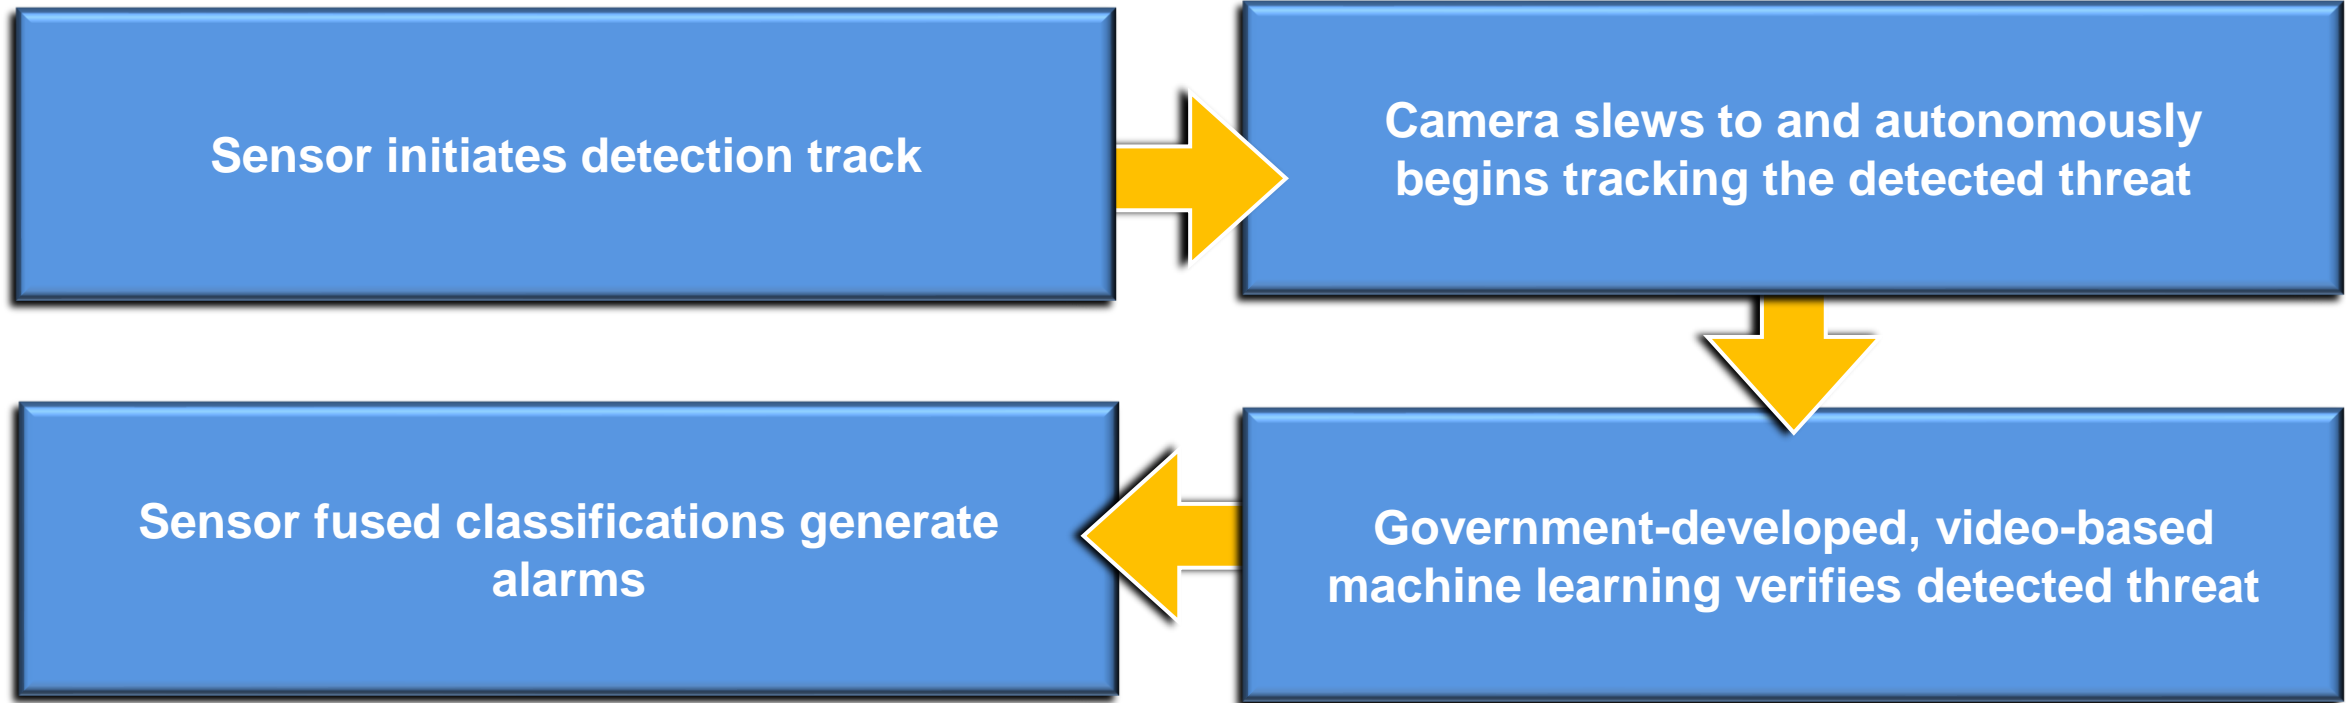 Sensor initiates detection track
Camera slews to and autonomously
begins tracking the detected threat
Government-developed, video-based
machine learning verifies detected threat
Sensor fused classifications generate
alarms